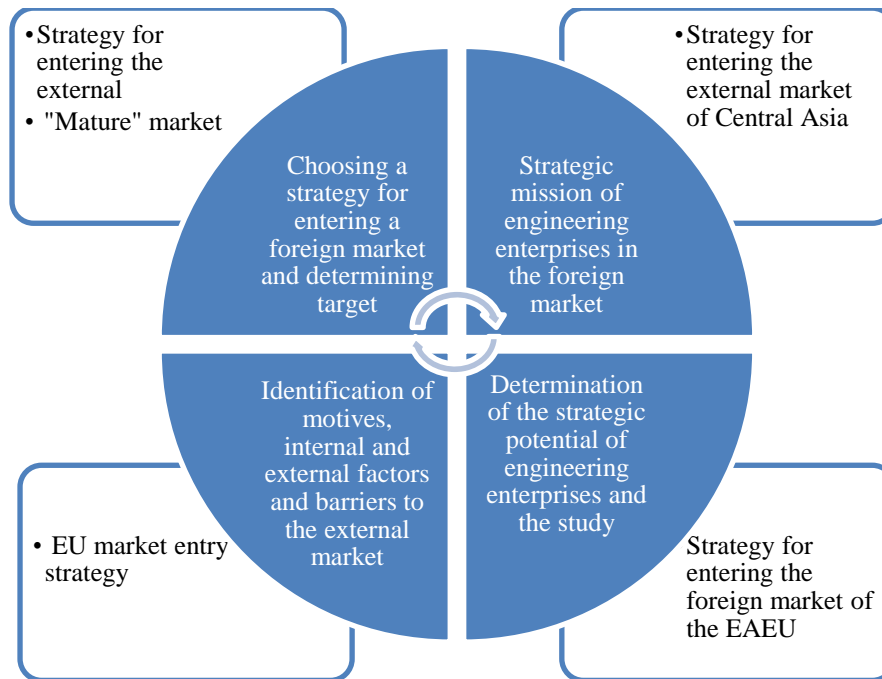 •Strategy for
entering the
external
• "Mature" market
•Strategy for
entering the
external market
of Central Asia
Choosing a
strategy for
entering a
foreign market
and determining
target
Strategic
mission of
engineering
enterprises in
the foreign
market
Identification of
motives,
internal and
external factors
and barriers to
the external
market
Determination
of the strategic
potential of
engineering
enterprises and
the study
• EU market entry
strategy
Strategy for
entering the
foreign market of
the EAEU